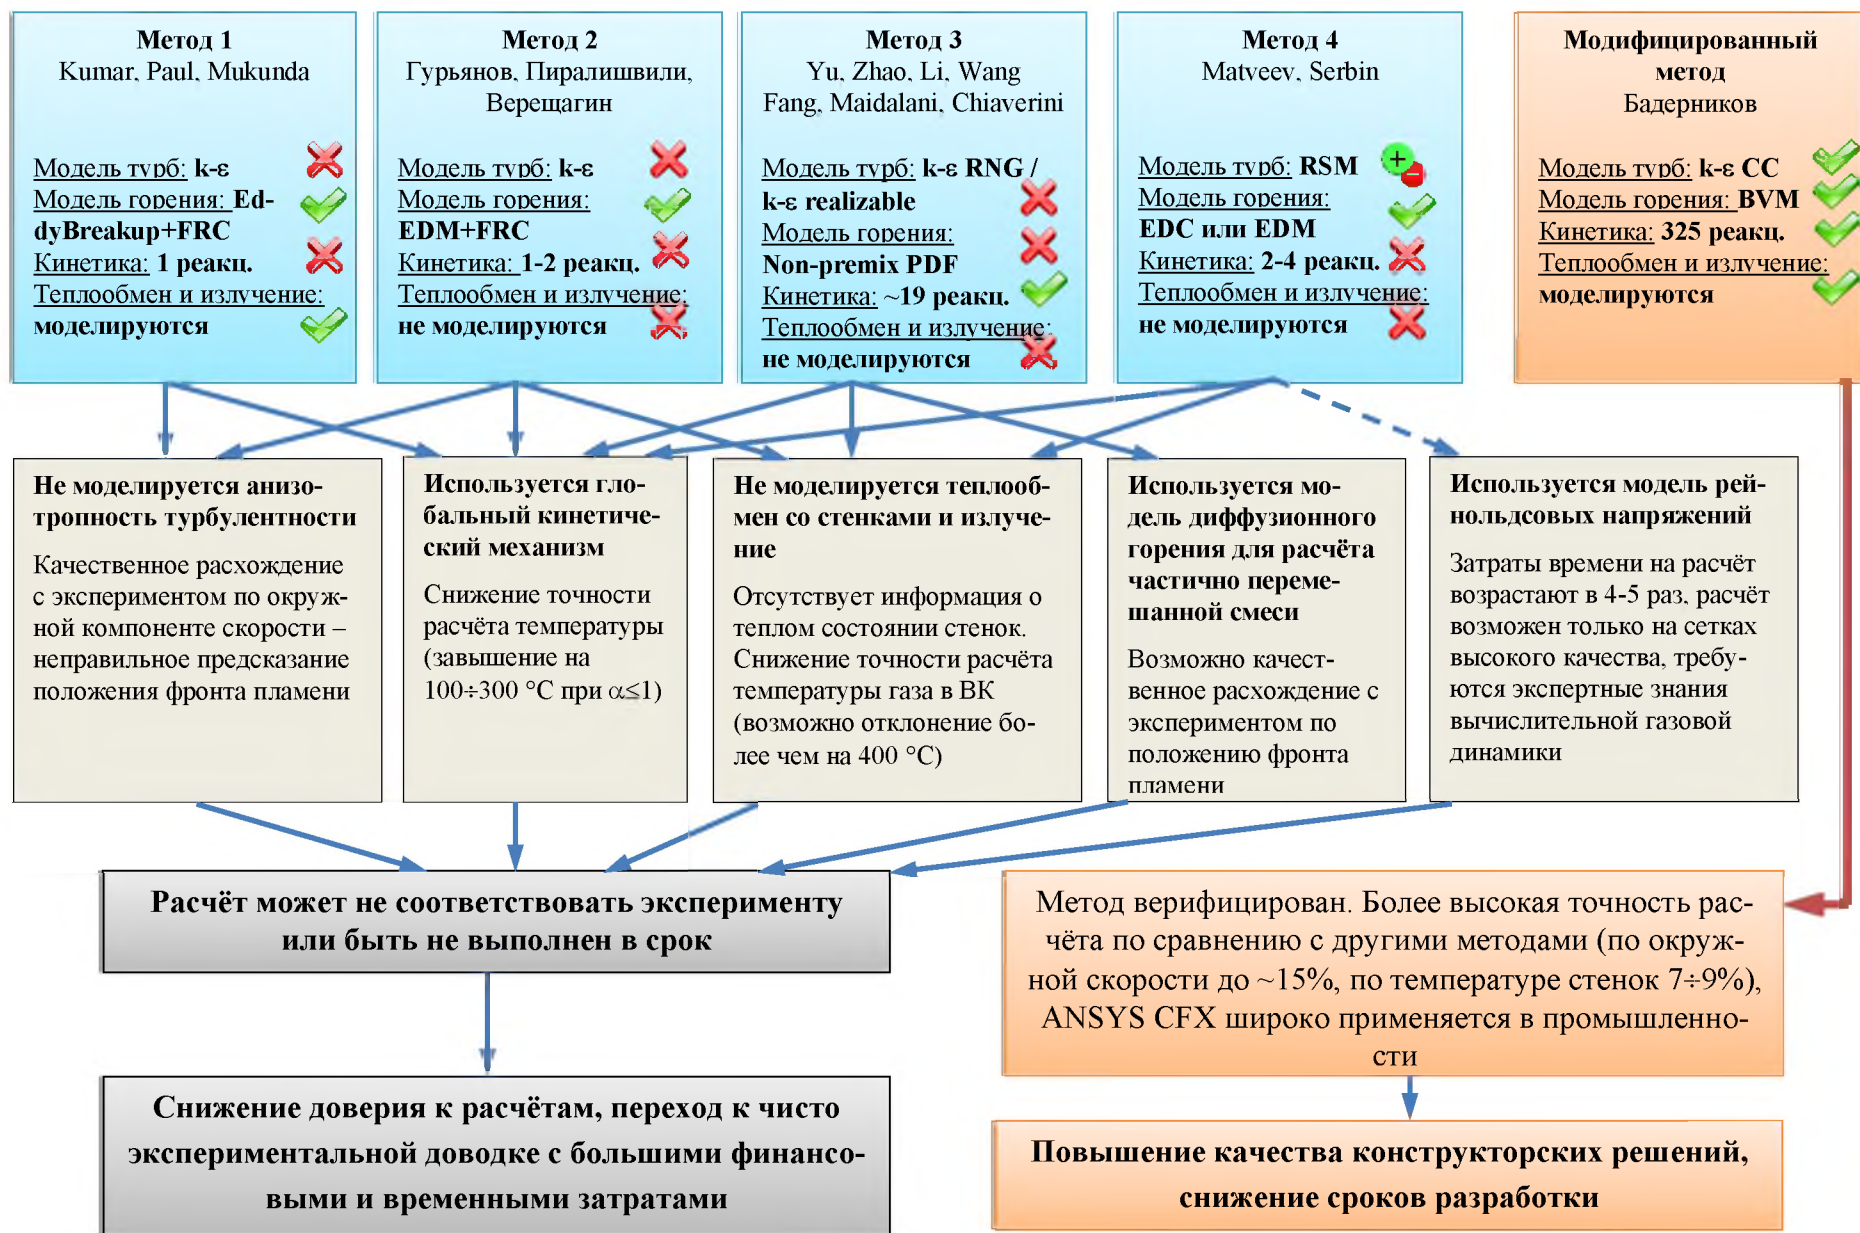 Метод 1
Kumar, Paul, Mukunda
Модель турб: k-ε
Модель горения: Ed-
dyBreakup+FRC
Кинетика: 1 реакц.
Теплообмен и излучение:
моделируются
Метод 2
Гурьянов, Пиралишвили,
Верещагин
Модель турб: k-ε
Модель горения:
EDM+FRC
Кинетика: 1-2 реакц.
Теплообмен и излучение:
не моделируются
Метод 3
Yu, Zhao, Li, Wang
Fang, Maidalani, Chiaverini
Модель турб: k-ε RNG /
k-ε realizable
Модель горения:
Non-premix PDF
Кинетика: ~19 реакц.
Теплообмен и излучение:
не моделируются
Метод 4
Matveev, Serbin
Модель турб: RSM
Модель горения:
EDC или EDM
Кинетика: 2-4 реакц.
Теплообмен и излучение:
не моделируются
Модифицированный
метод
Бадерников
Модель турб: k-ε CC
Модель горения: BVM
Кинетика: 325 реакц.
Теплообмен и излучение:
моделируются
Не моделируется анизо-
тропность турбулентности
Качественное расхождение
с экспериментом по окруж-
ной компоненте скорости –
неправильное предсказание
положения фронта пламени
Используется гло-
бальный кинетиче-
ский механизм
Снижение точности
расчёта температуры
(завышение на
100÷300 °C при α≤1)
Не моделируется теплооб-
мен со стенками и излуче-
ние
Отсутствует информация о
теплом состоянии стенок.
Снижение точности расчёта
температуры газа в ВК
(возможно отклонение бо-
лее чем на 400 °C)
Используется мо-
дель диффузионного
горения для расчёта
частично переме-
шанной смеси
Возможно качест-
венное расхождение с
экспериментом по
положению фронта
пламени
Используется модель рей-
нольдсовых напряжений
Затраты времени на расчёт
возрастают в 4-5 раз, расчёт
возможен только на сетках
высокого качества, требу-
ются экспертные знания
вычислительной газовой
динамики
Расчёт может не соответствовать эксперименту
или быть не выполнен в срок
Метод верифицирован. Более высокая точность рас-
чёта по сравнению с другими методами (по окруж-
ной скорости до ~15%, по температуре стенок 7÷9%),
ANSYS CFX широко применяется в промышленно-
сти
Снижение доверия к расчётам, переход к чисто
экспериментальной доводке с большими финансо-
выми и временными затратами
Повышение качества конструкторских решений,
снижение сроков разработки